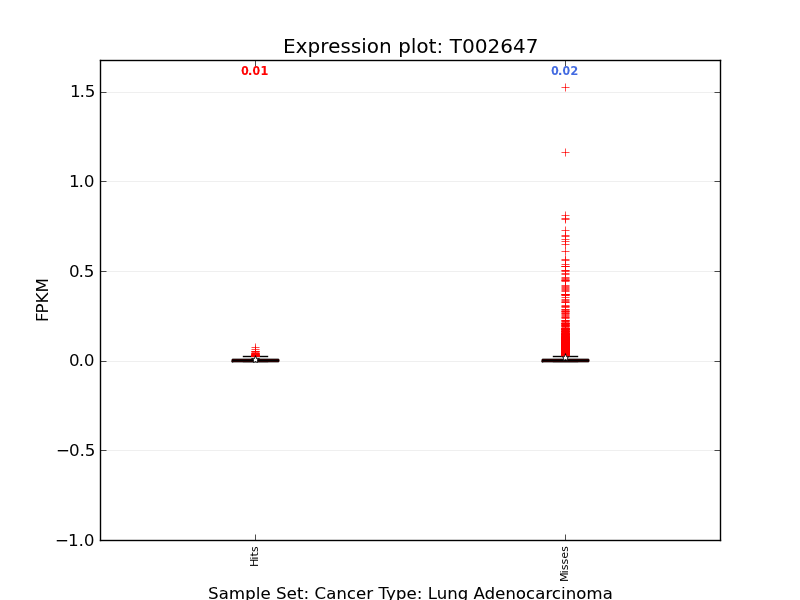 Expression plot: T002647
0.01
0.02
1.5
1.0
0.5
0.0
−0.5
−1.0
FPKM
Hits
Misses
Sample Set: Cancer Type: Lung Adenocarcinoma